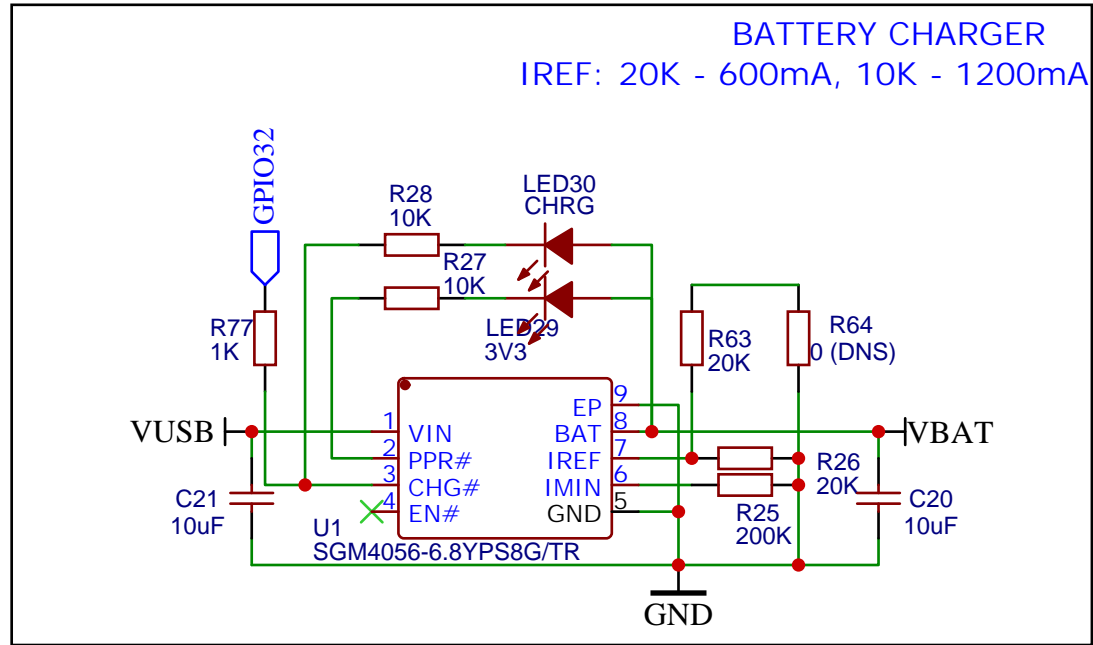 BATTERY CHARGER
IREF: 20K - 600mA, 10K - 1200mA
GPIO32
LED30
CHRG
R28
10K
R27
10K
LED29
3V3
R77
1K
R63
20K
R64
0 (DNS)
VUSB
1
VIN
2
PPR#
3
CHG#
4
EN#
9
EP
8
BAT
7
IREF
6
IMIN
5
GND
VBAT
R26
20K
R25
200K
C21
10uF
C20
10uF
U1
SGM4056-6.8YPS8G/TR
GND